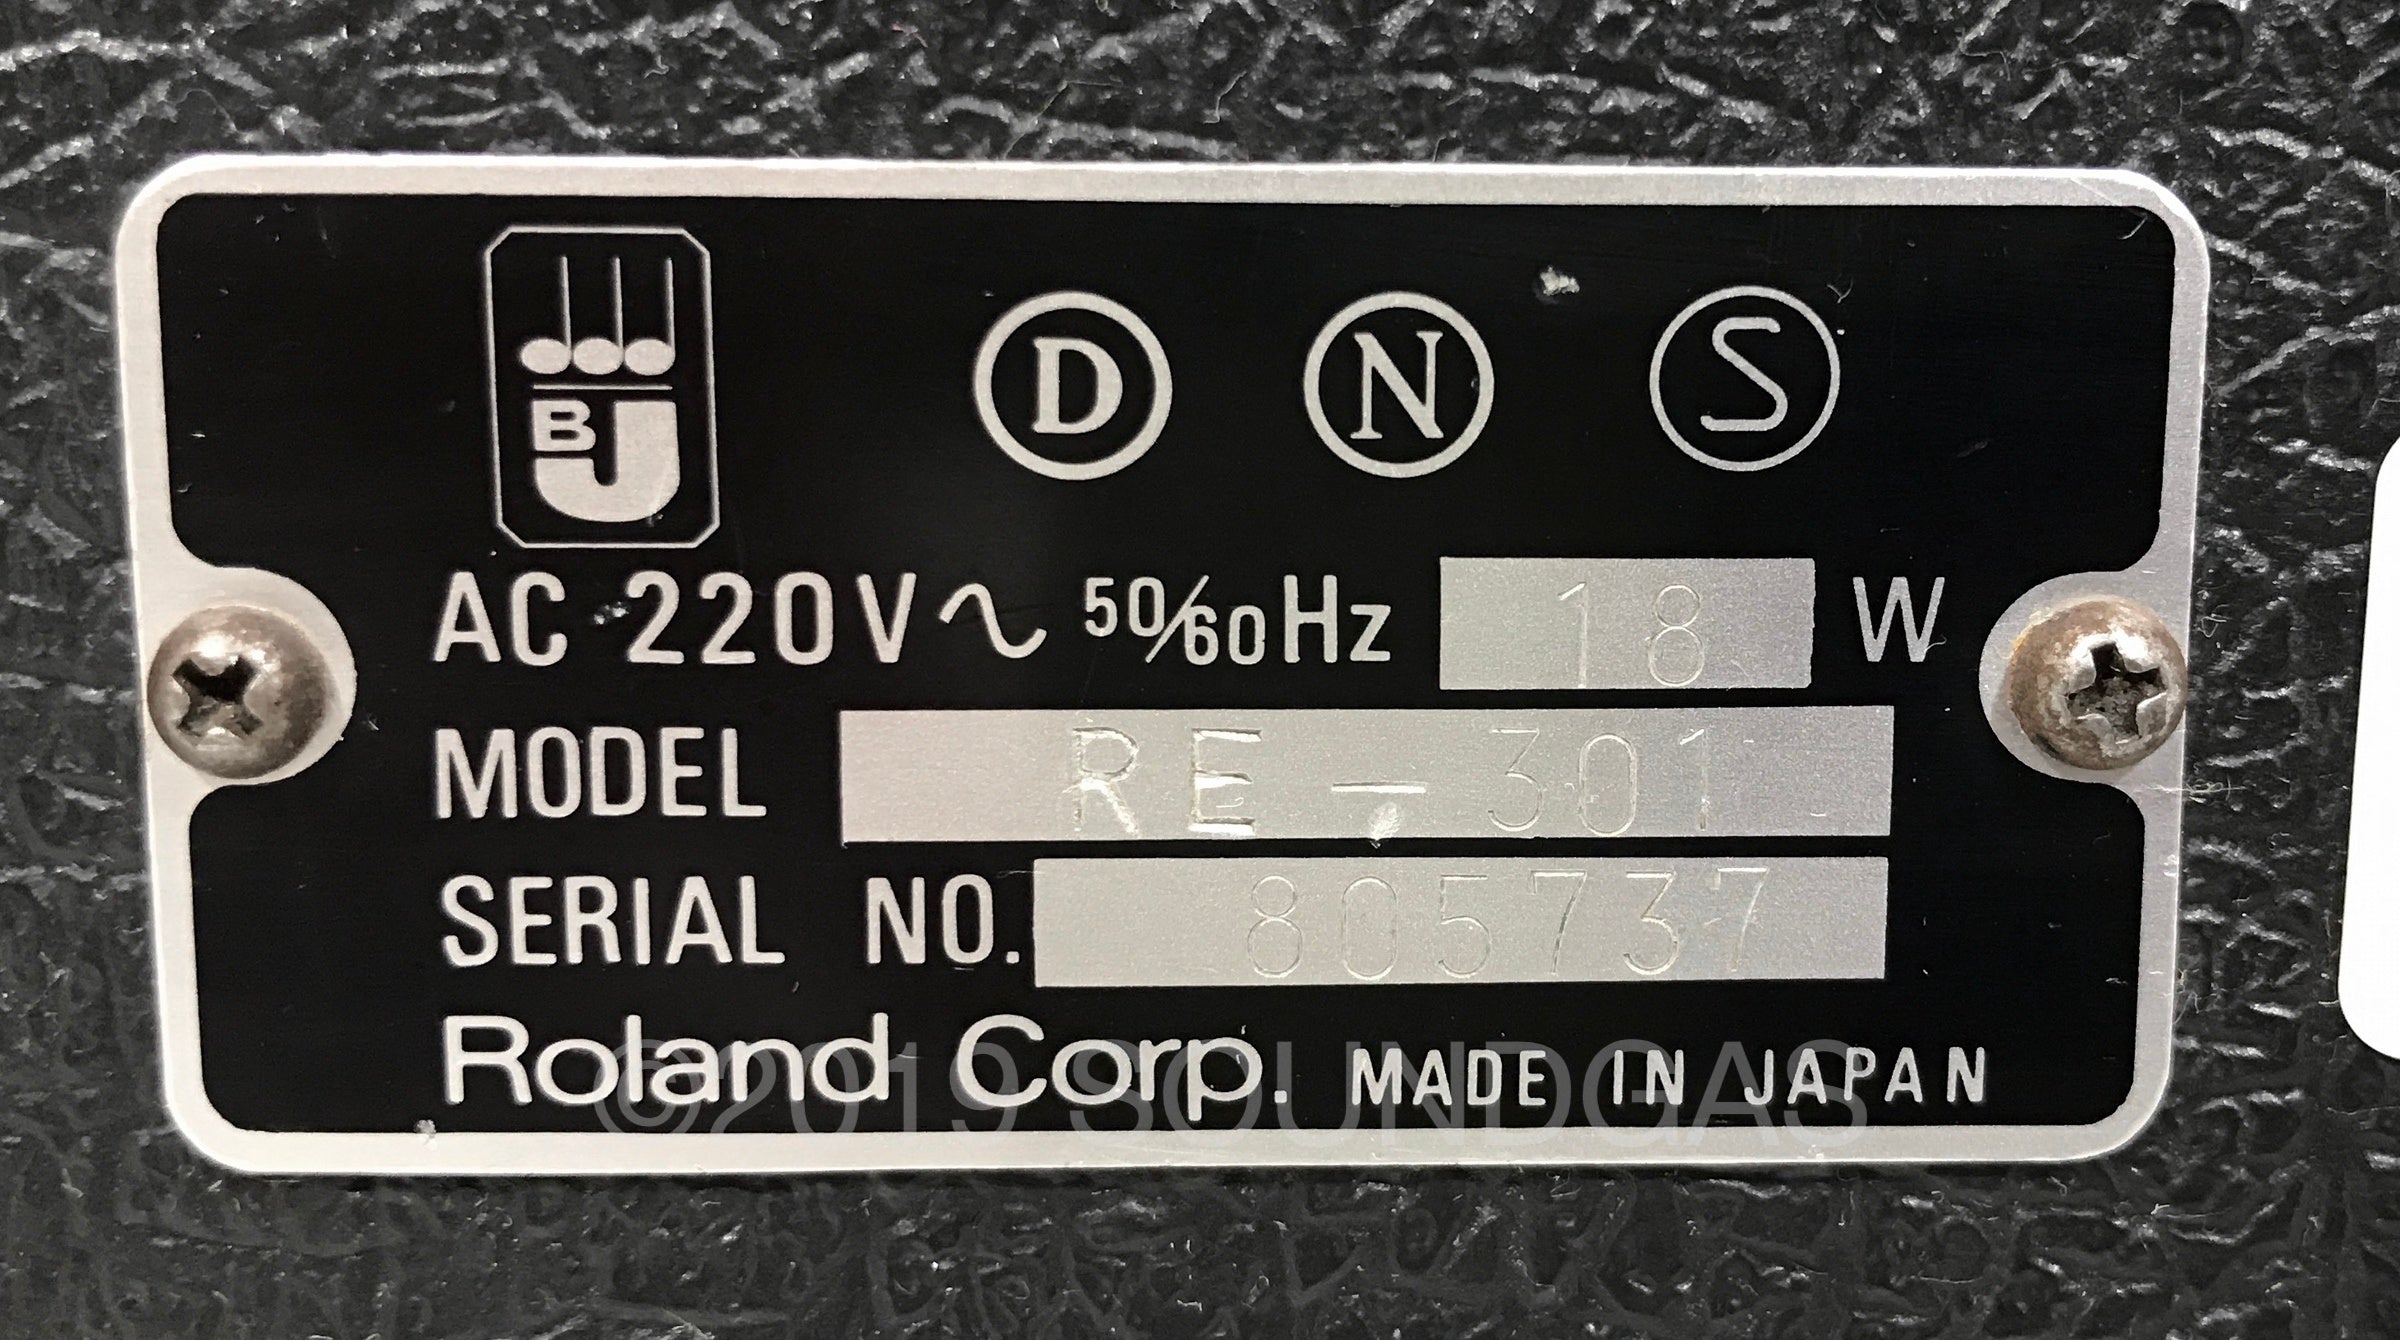 BJ
D N S
AC 220V~ 50/60Hz 18 W
MODEL RE-301
SERIAL NO. 805737
Roland Corp. MADE IN JAPAN
©2019 SOUNDGAS